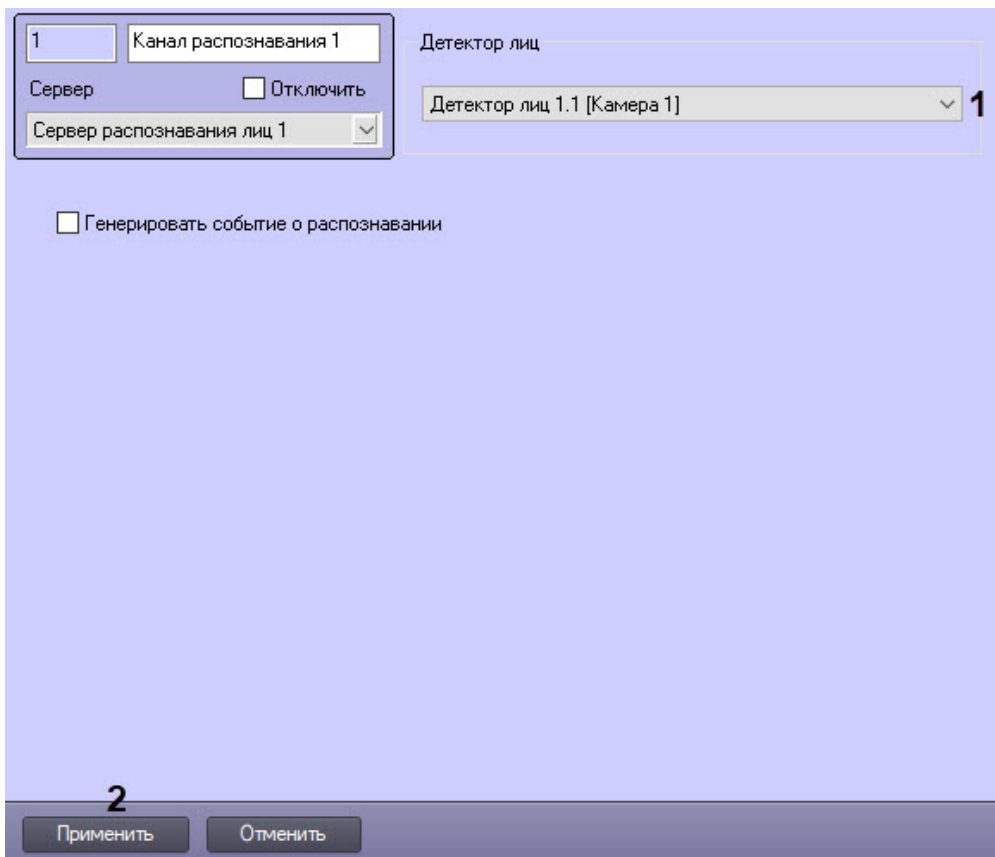 1
Канал распознавания 1
Сервер
Отключить
Сервер распознавания лиц 1
Детектор лиц
Детектор лиц 1.1 [Камера 1]
1
Генерировать событие о распознавании
2
Применить
Отменить